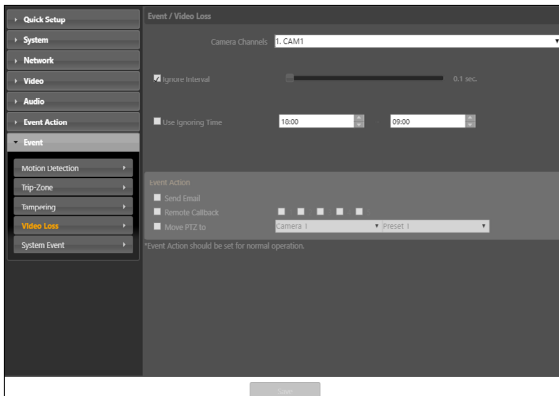 Quick Setup
System
Network
Video
Audio
Event Action
Event
Motion Detection
Trip-Zone
Tampering
Video Loss
System Event
Event / Video Loss
Camera Channels 1. CAM1
Ignore Interval 0.1 sec.
Use Ignoring Time 18:00 09:00
Event Action
Send Email
Remote Callback
Move PTZ to Camera 1 Preset 1
*Event Action should be set for normal operation.
Save